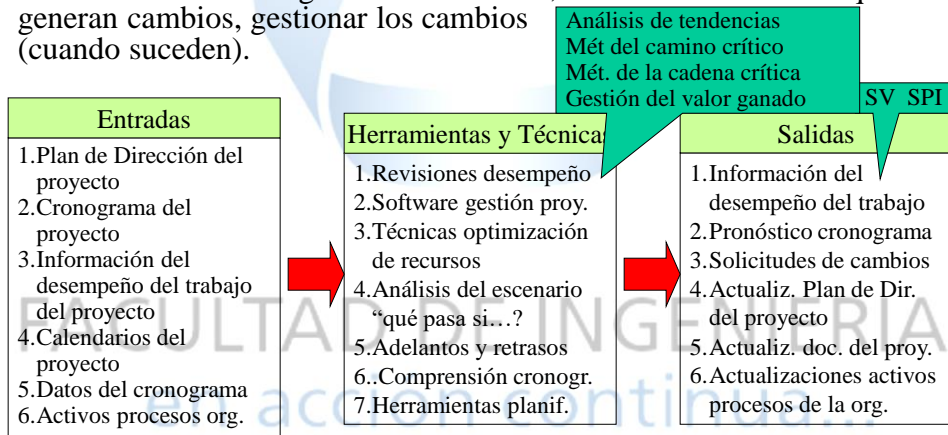 generan cambios, gestionar los cambios
(cuando suceden).
Análisis de tendencias
Mét del camino crítico
Mét. de la cadena crítica
Gestión del valor ganado
SV SPI
Entradas
1.Plan de Dirección del
proyecto
2.Cronograma del
proyecto
3.Información del
desempeño del trabajo
del proyecto
4.Calendarios del
proyecto
5.Datos del cronograma
6.Activos procesos org.
Herramientas y Técnicas
1.Revisiones desempeño
2.Software gestión proy.
3.Técnicas optimización
de recursos
4.Análisis del escenario
“qué pasa si…?
5.Adelantos y retrasos
6..Comprensión cronogr.
7.Herramientas planif.
Salidas
1.Información del
desempeño del trabajo
2.Pronóstico cronograma
3.Solicitudes de cambios
4.Actualiz. Plan de Dir.
del proyecto
5.Actualiz. doc. del proy.
6.Actualizaciones activos
procesos de la org.
FACULTAD DE INGENIERIA
en acción continua...